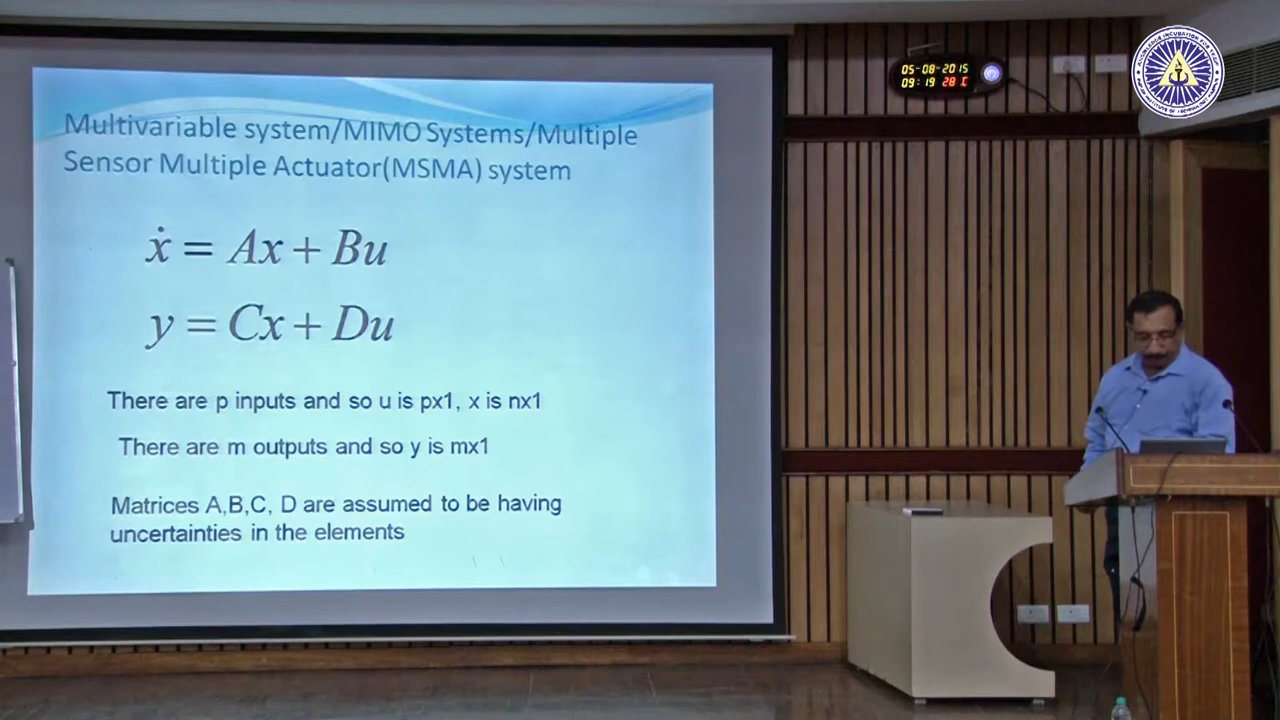 Multivariable system/MIMO Systems/Multiple
Sensor Multiple Actuator(MSMA) system
ẋ = Ax + Bu
y = Cx + Du
There are p inputs and so u is px1, x is nx1
There are m outputs and so y is mx1
Matrices A,B,C, D are assumed to be having
uncertainties in the elements
05-08-2015
09:19 28°C